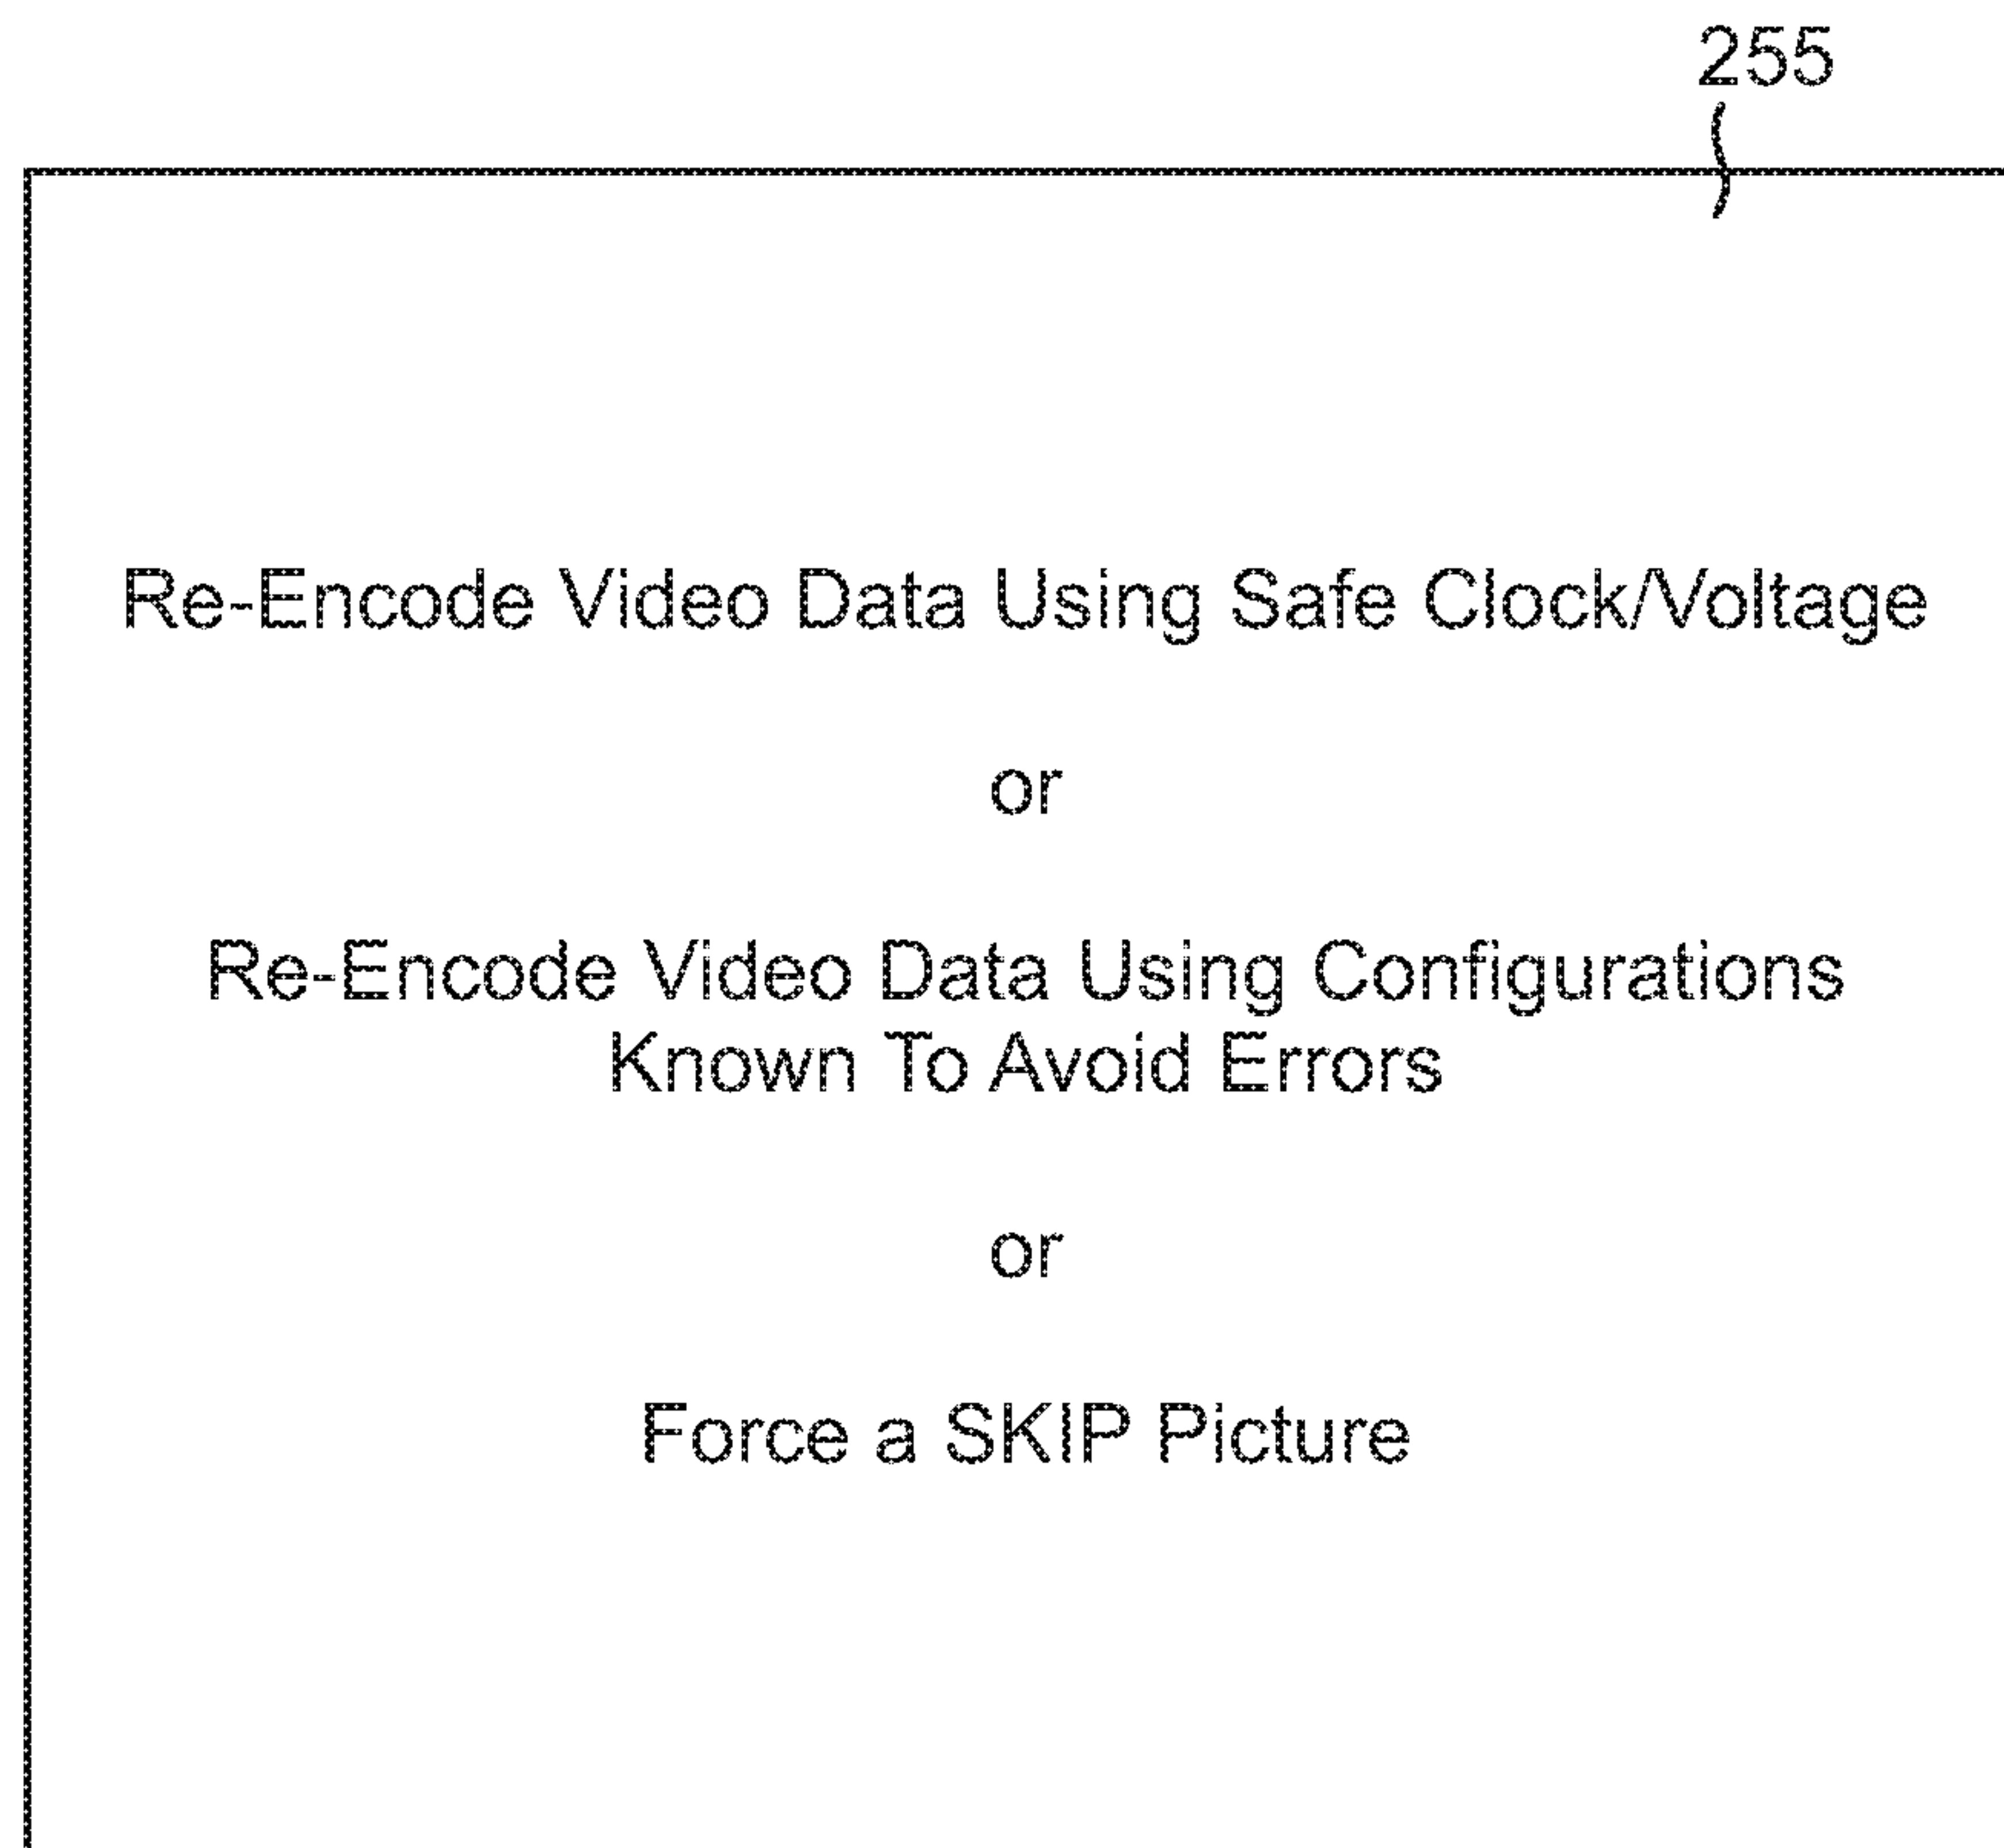 255
Re-Encode Video Data Using Safe Clock/Voltage
or
Re-Encode Video Data Using Configurations
Known To Avoid Errors
or
Force a SKIP Picture